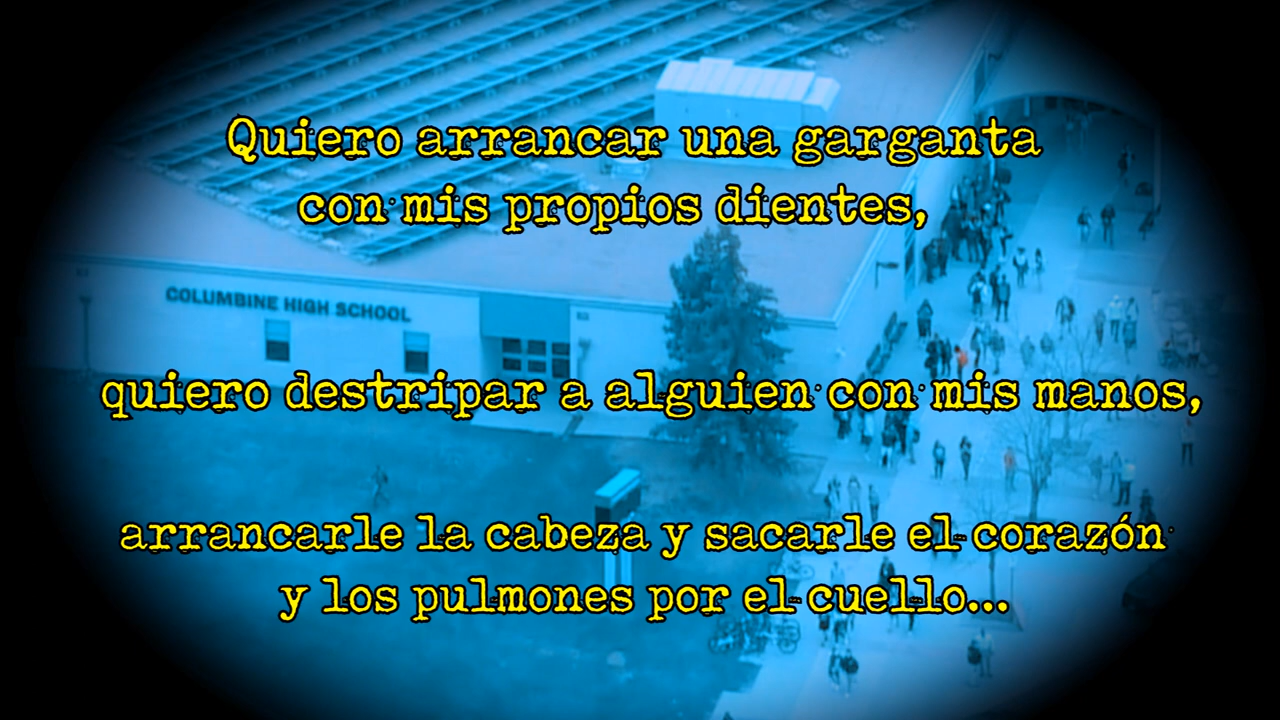 Quiero arrancar una garganta
con mis propios dientes,
COLUMBINE HIGH SCHOOL
quiero destripar a alguien con mis manos,
arrancarle la cabeza y sacarle el corazón
y los pulmones por el cuello...